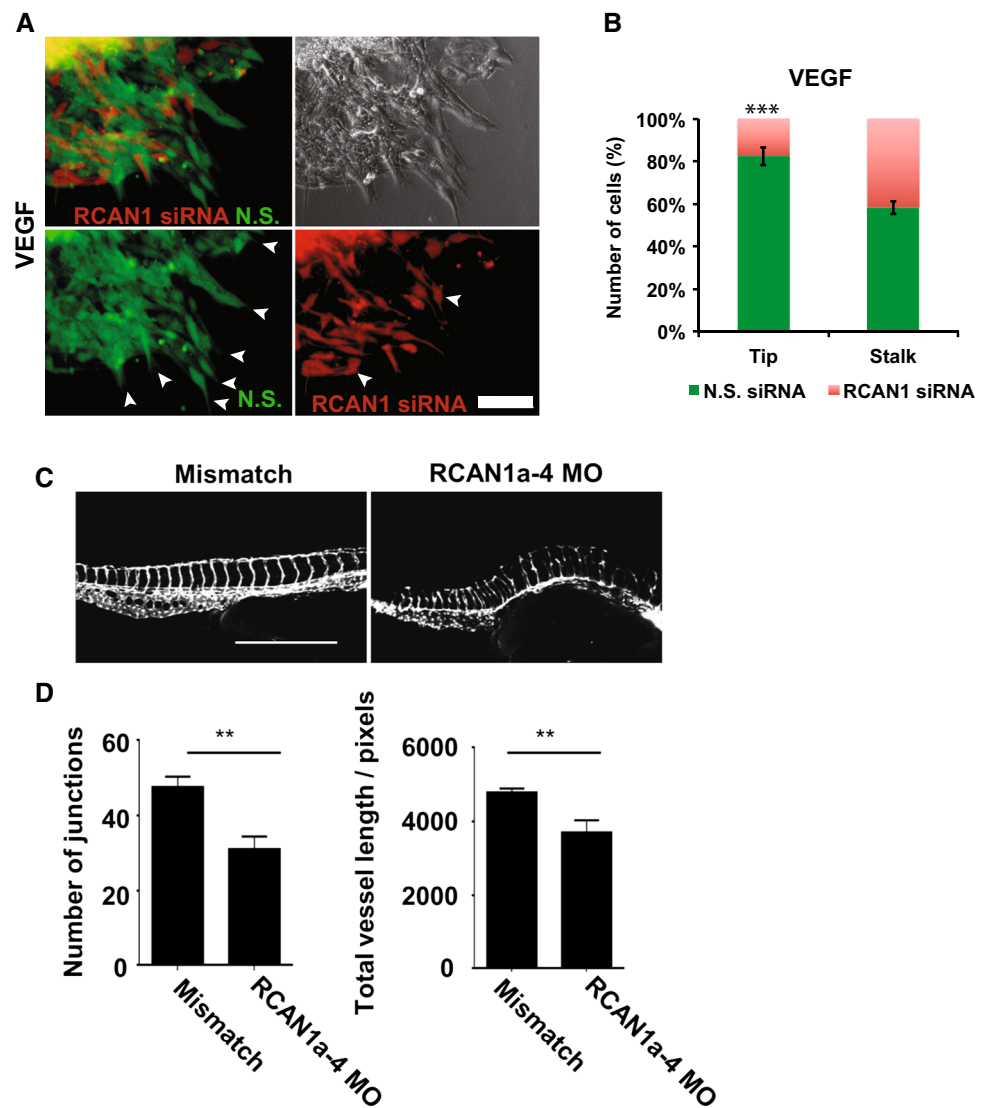 A
VEGF
RCAN1 siRNA N.S.
N.S.
RCAN1 siRNA
B
VEGF
***
Number of cells (%)
100%
80%
60%
40%
20%
0%
Tip
Stalk
N.S. siRNA
RCAN1 siRNA
C
Mismatch
RCAN1a-4 MO
D
Number of junctions
60
40
20
0
**
Mismatch
RCAN1a-4 MO
Total vessel length / pixels
6000
4000
2000
0
**
Mismatch
RCAN1a-4 MO